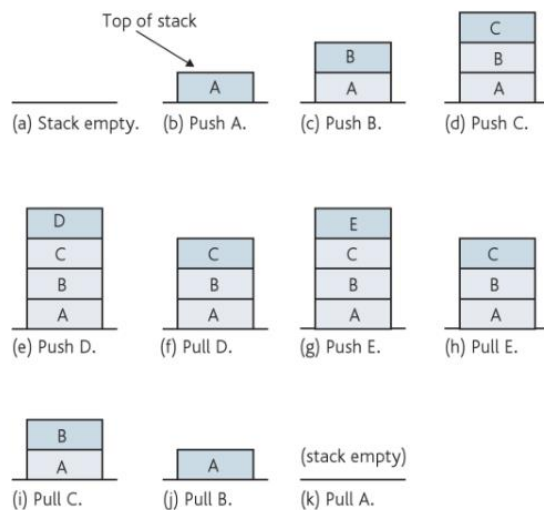 Top of stack
A
B
A
C
B
A
(a) Stack empty.
(b) Push A.
(c) Push B.
(d) Push C.
D
C
B
A
C
B
A
E
C
B
A
C
B
A
(e) Push D.
(f) Pull D.
(g) Push E.
(h) Pull E.
B
A
A
(stack empty)
(i) Pull C.
(j) Pull B.
(k) Pull A.